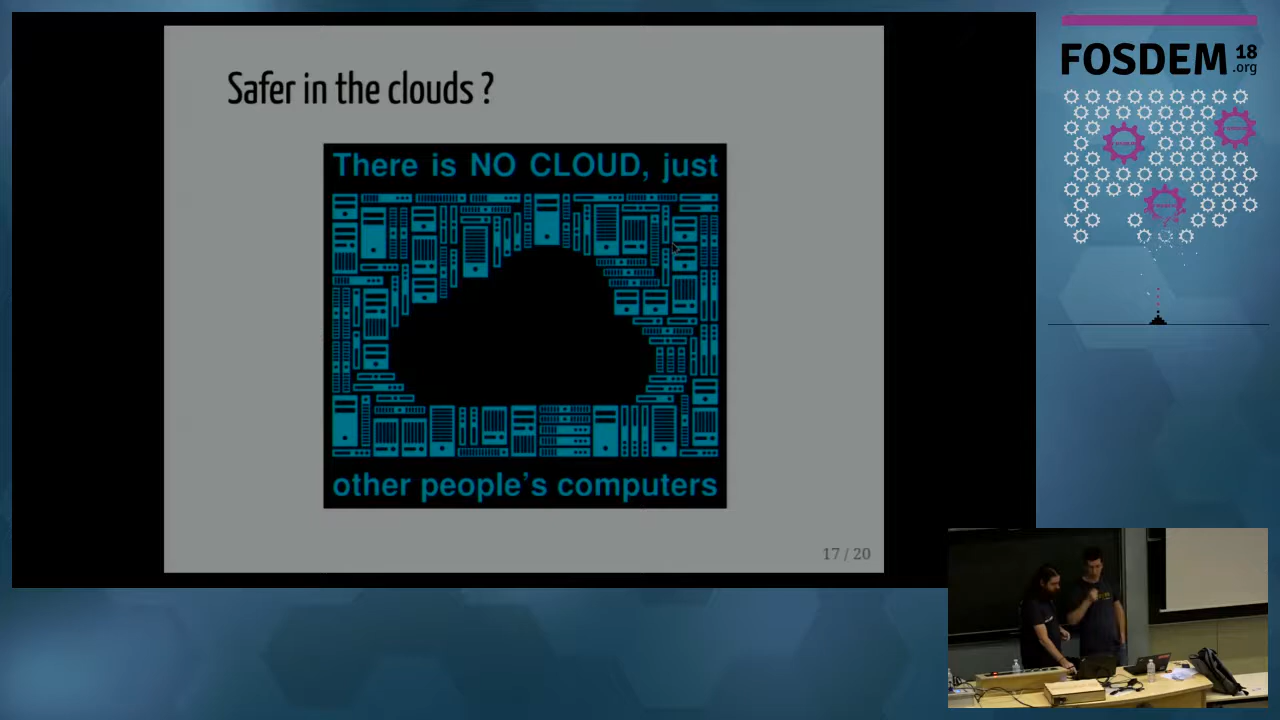 Safer in the clouds ?
There is NO CLOUD, just
other people's computers
17 / 20
FOSDEM 18
.org